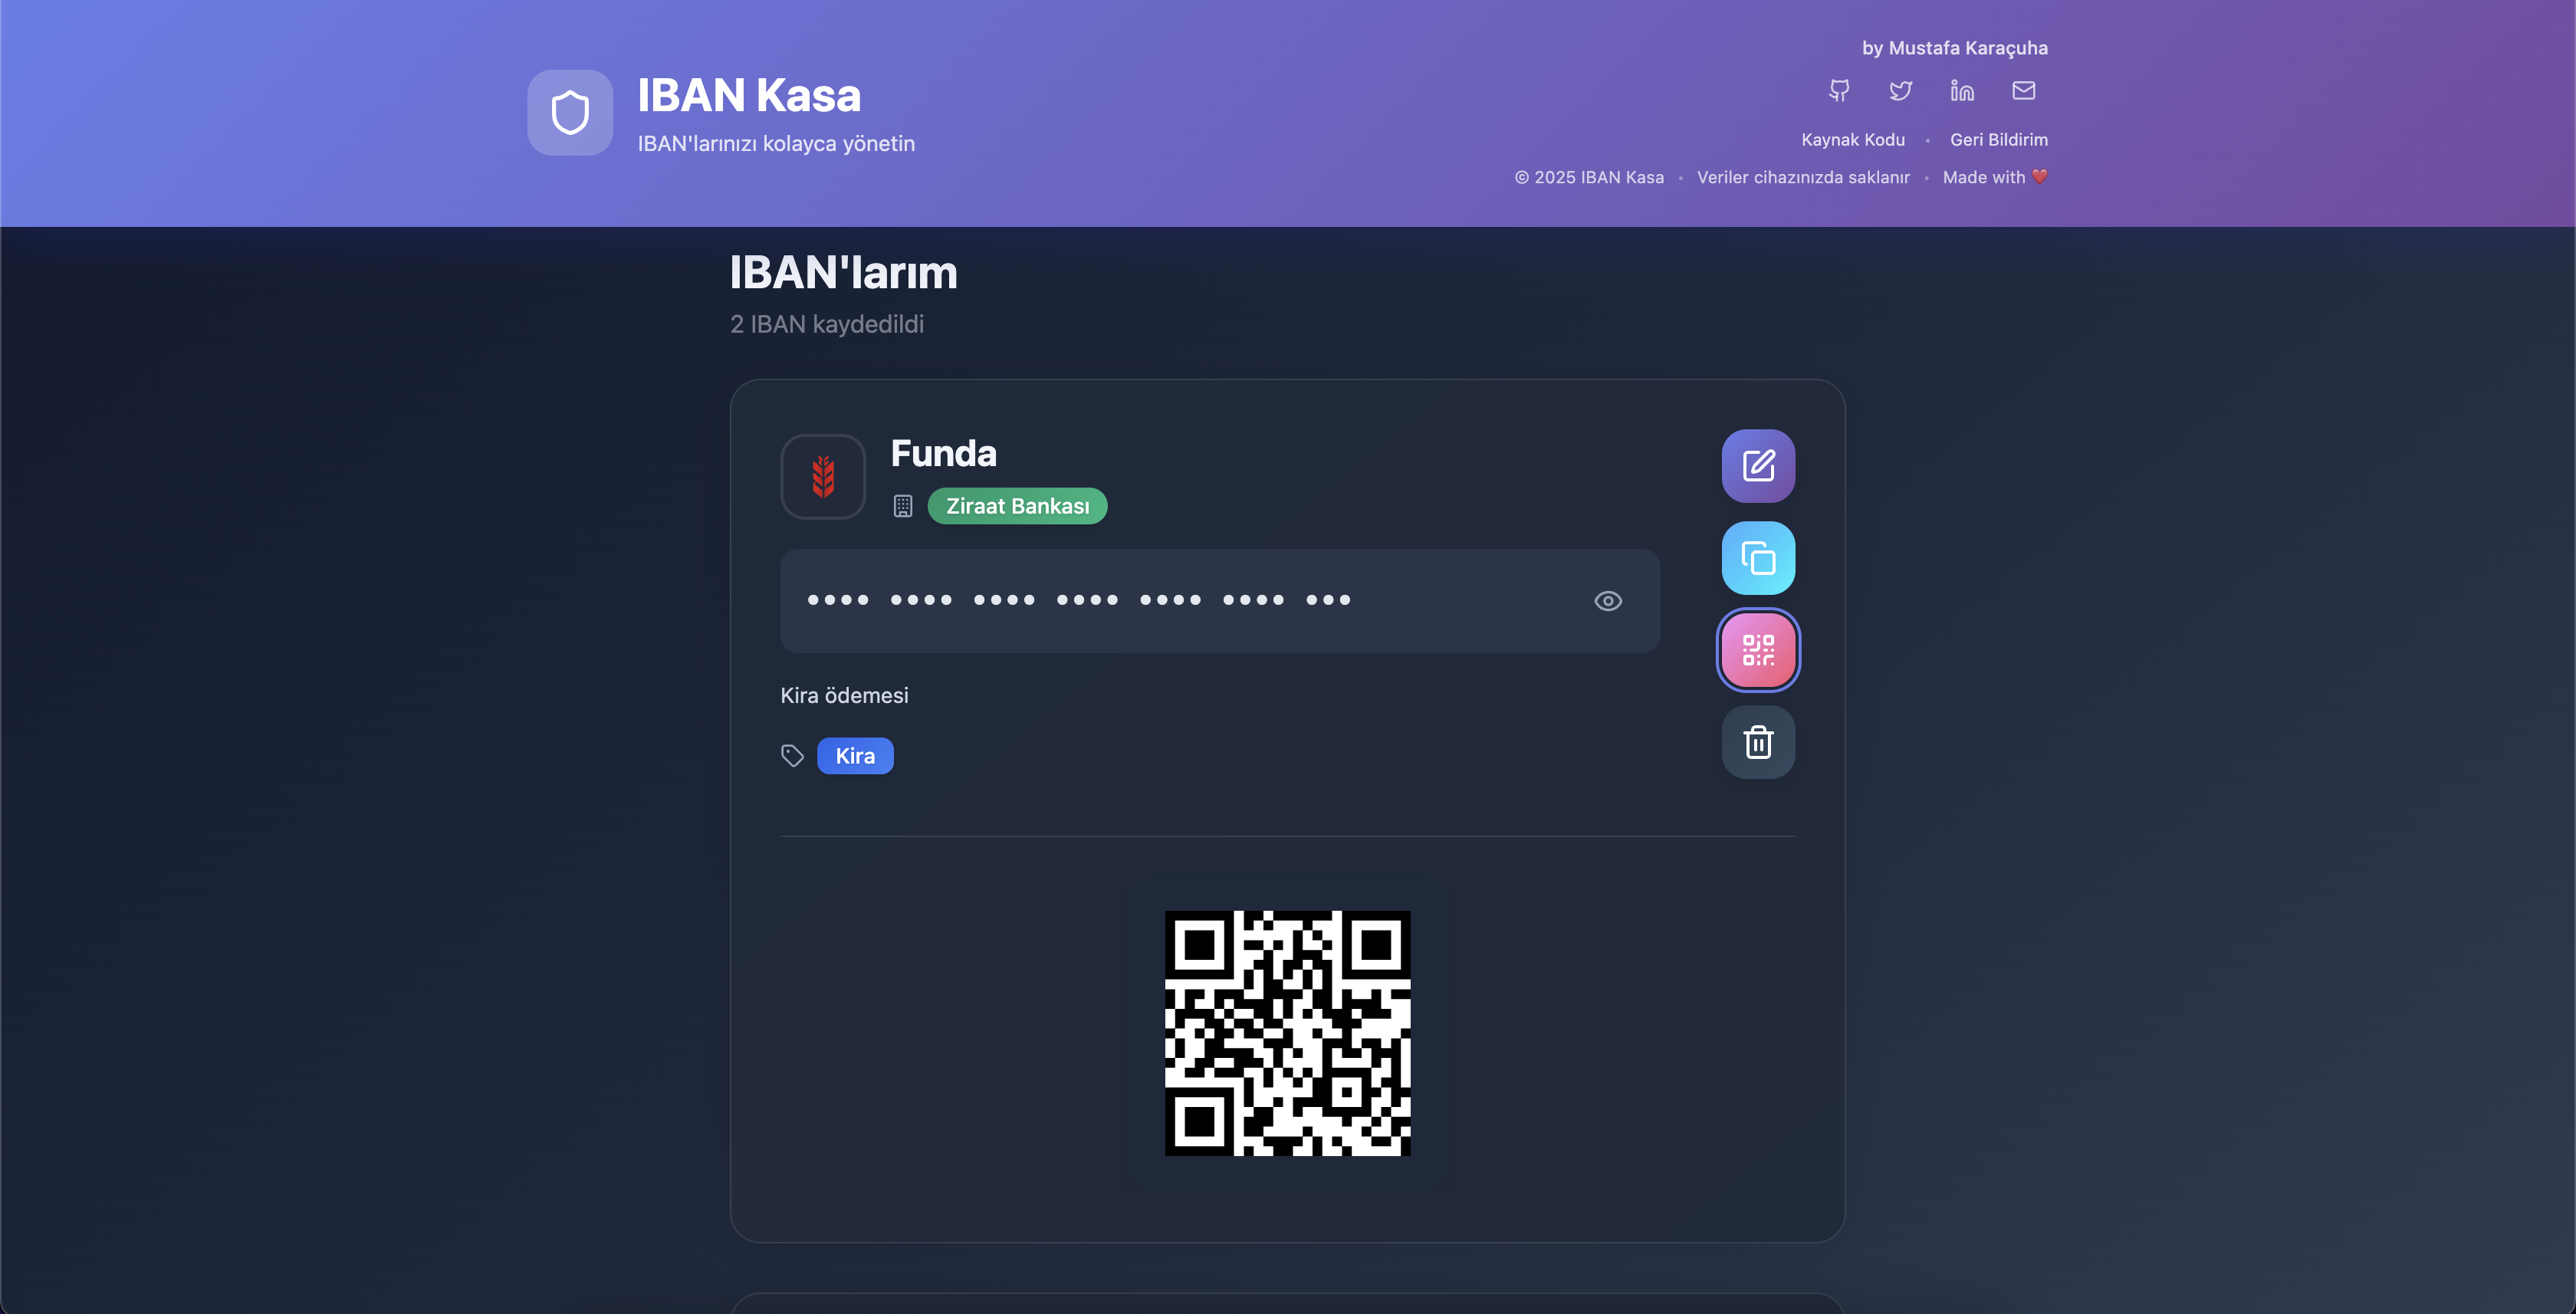 IBAN Kasa
IBAN'larınızı kolayca yönetin
by Mustafa Karaçuha
Kaynak Kodu • Geri Bildirim
© 2025 IBAN Kasa • Veriler cihazınızda saklanır • Made with ❤️
IBAN'larım
2 IBAN kaydedildi
Funda
Ziraat Bankası
•••• •••• •••• •••• •••• •••• •••
Kira ödemesi
Kira